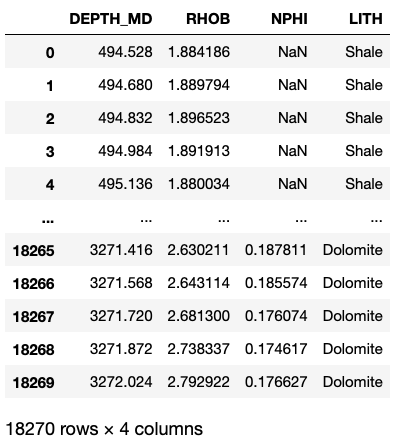 DEPTH_MD RHOB NPHI LITH
0 494.528 1.884186 NaN Shale
1 494.680 1.889794 NaN Shale
2 494.832 1.896523 NaN Shale
3 494.984 1.891913 NaN Shale
4 495.136 1.880034 NaN Shale
... ... ... ... ...
18265 3271.416 2.630211 0.187811 Dolomite
18266 3271.568 2.643114 0.185574 Dolomite
18267 3271.720 2.681300 0.176074 Dolomite
18268 3271.872 2.738337 0.174617 Dolomite
18269 3272.024 2.792922 0.176627 Dolomite
18270 rows × 4 columns